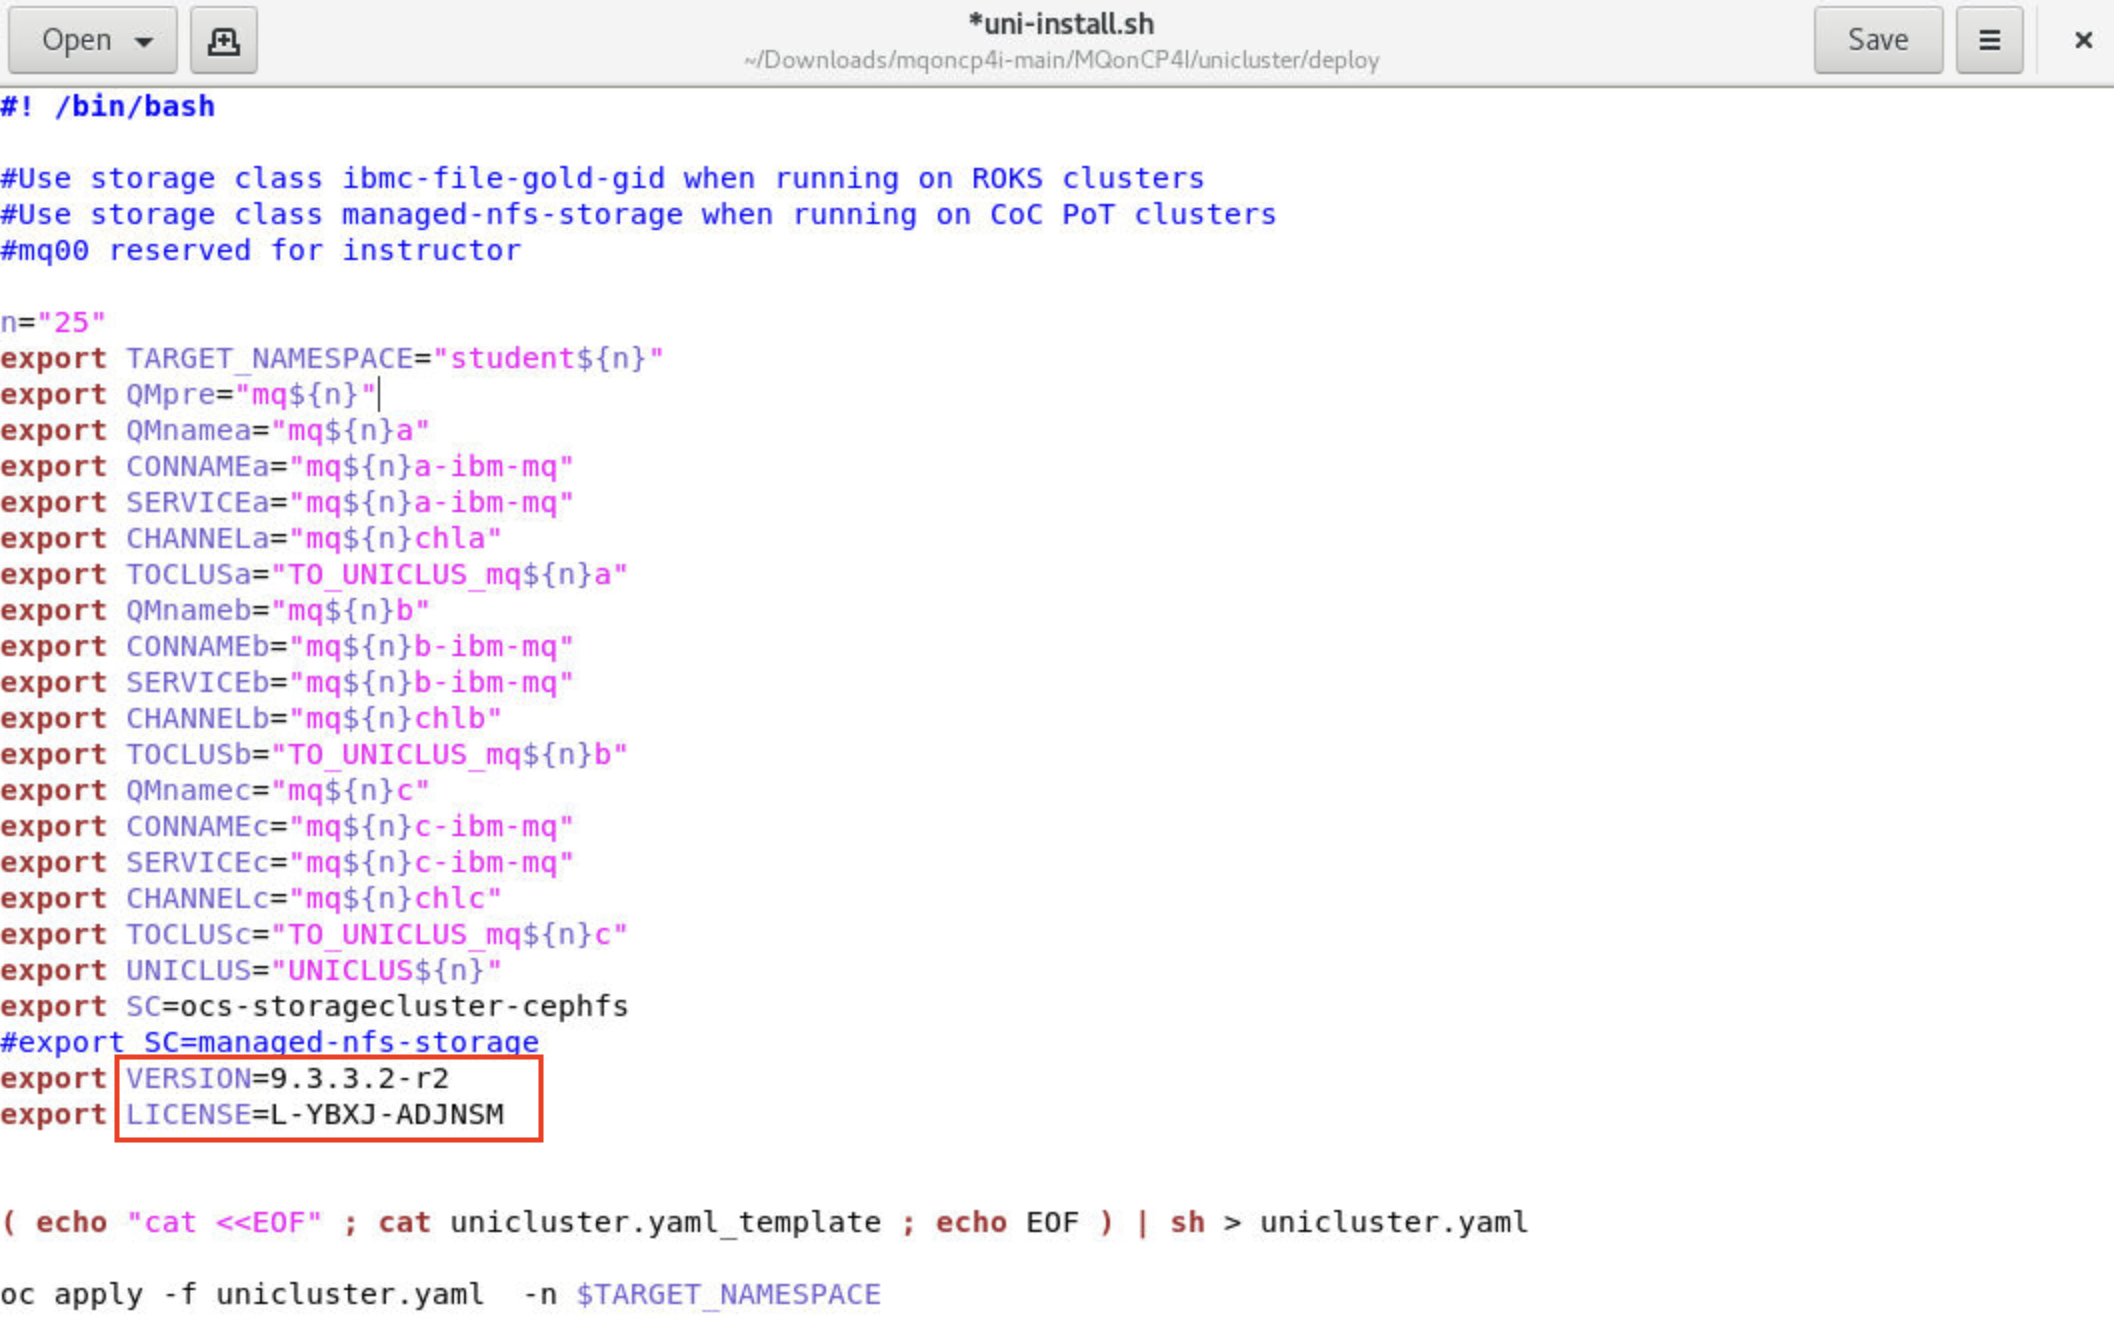 Open
*uni-install.sh
~/Downloads/mqoncp4i-main/MQonCP4I/unicluster/deploy
Save
#! /bin/bash
#Use storage class ibmc-file-gold-gid when running on ROKS clusters
#Use storage class managed-nfs-storage when running on CoC PoT clusters
#mq00 reserved for instructor
n="25"
export TARGET_NAMESPACE="student${n}"
export QMpre="mq${n}"
export QMnamea="mq${n}a"
export CONNAMEa="mq${n}a-ibm-mq"
export SERVICEa="mq${n}a-ibm-mq"
export CHANNELa="mq${n}chla"
export TOCLUSa="TO_UNICLUS_mq${n}a"
export QMnameb="mq${n}b"
export CONNAMEb="mq${n}b-ibm-mq"
export SERVICEb="mq${n}b-ibm-mq"
export CHANNELb="mq${n}chlb"
export TOCLUSb="TO_UNICLUS_mq${n}b"
export QMnamec="mq${n}c"
export CONNAMEc="mq${n}c-ibm-mq"
export SERVICEc="mq${n}c-ibm-mq"
export CHANNELc="mq${n}chlc"
export TOCLUSc="TO_UNICLUS_mq${n}c"
export UNICLUS="UNICLUS${n}"
export SC=ocs-storagecluster-cephfs
#export SC=managed-nfs-storage
export VERSION=9.3.3.2-r2
export LICENSE=L-YBXJ-ADJNSM
( echo "cat <<EOF" ; cat unicluster.yaml_template ; echo EOF ) | sh > unicluster.yaml
oc apply -f unicluster.yaml  -n $TARGET_NAMESPACE